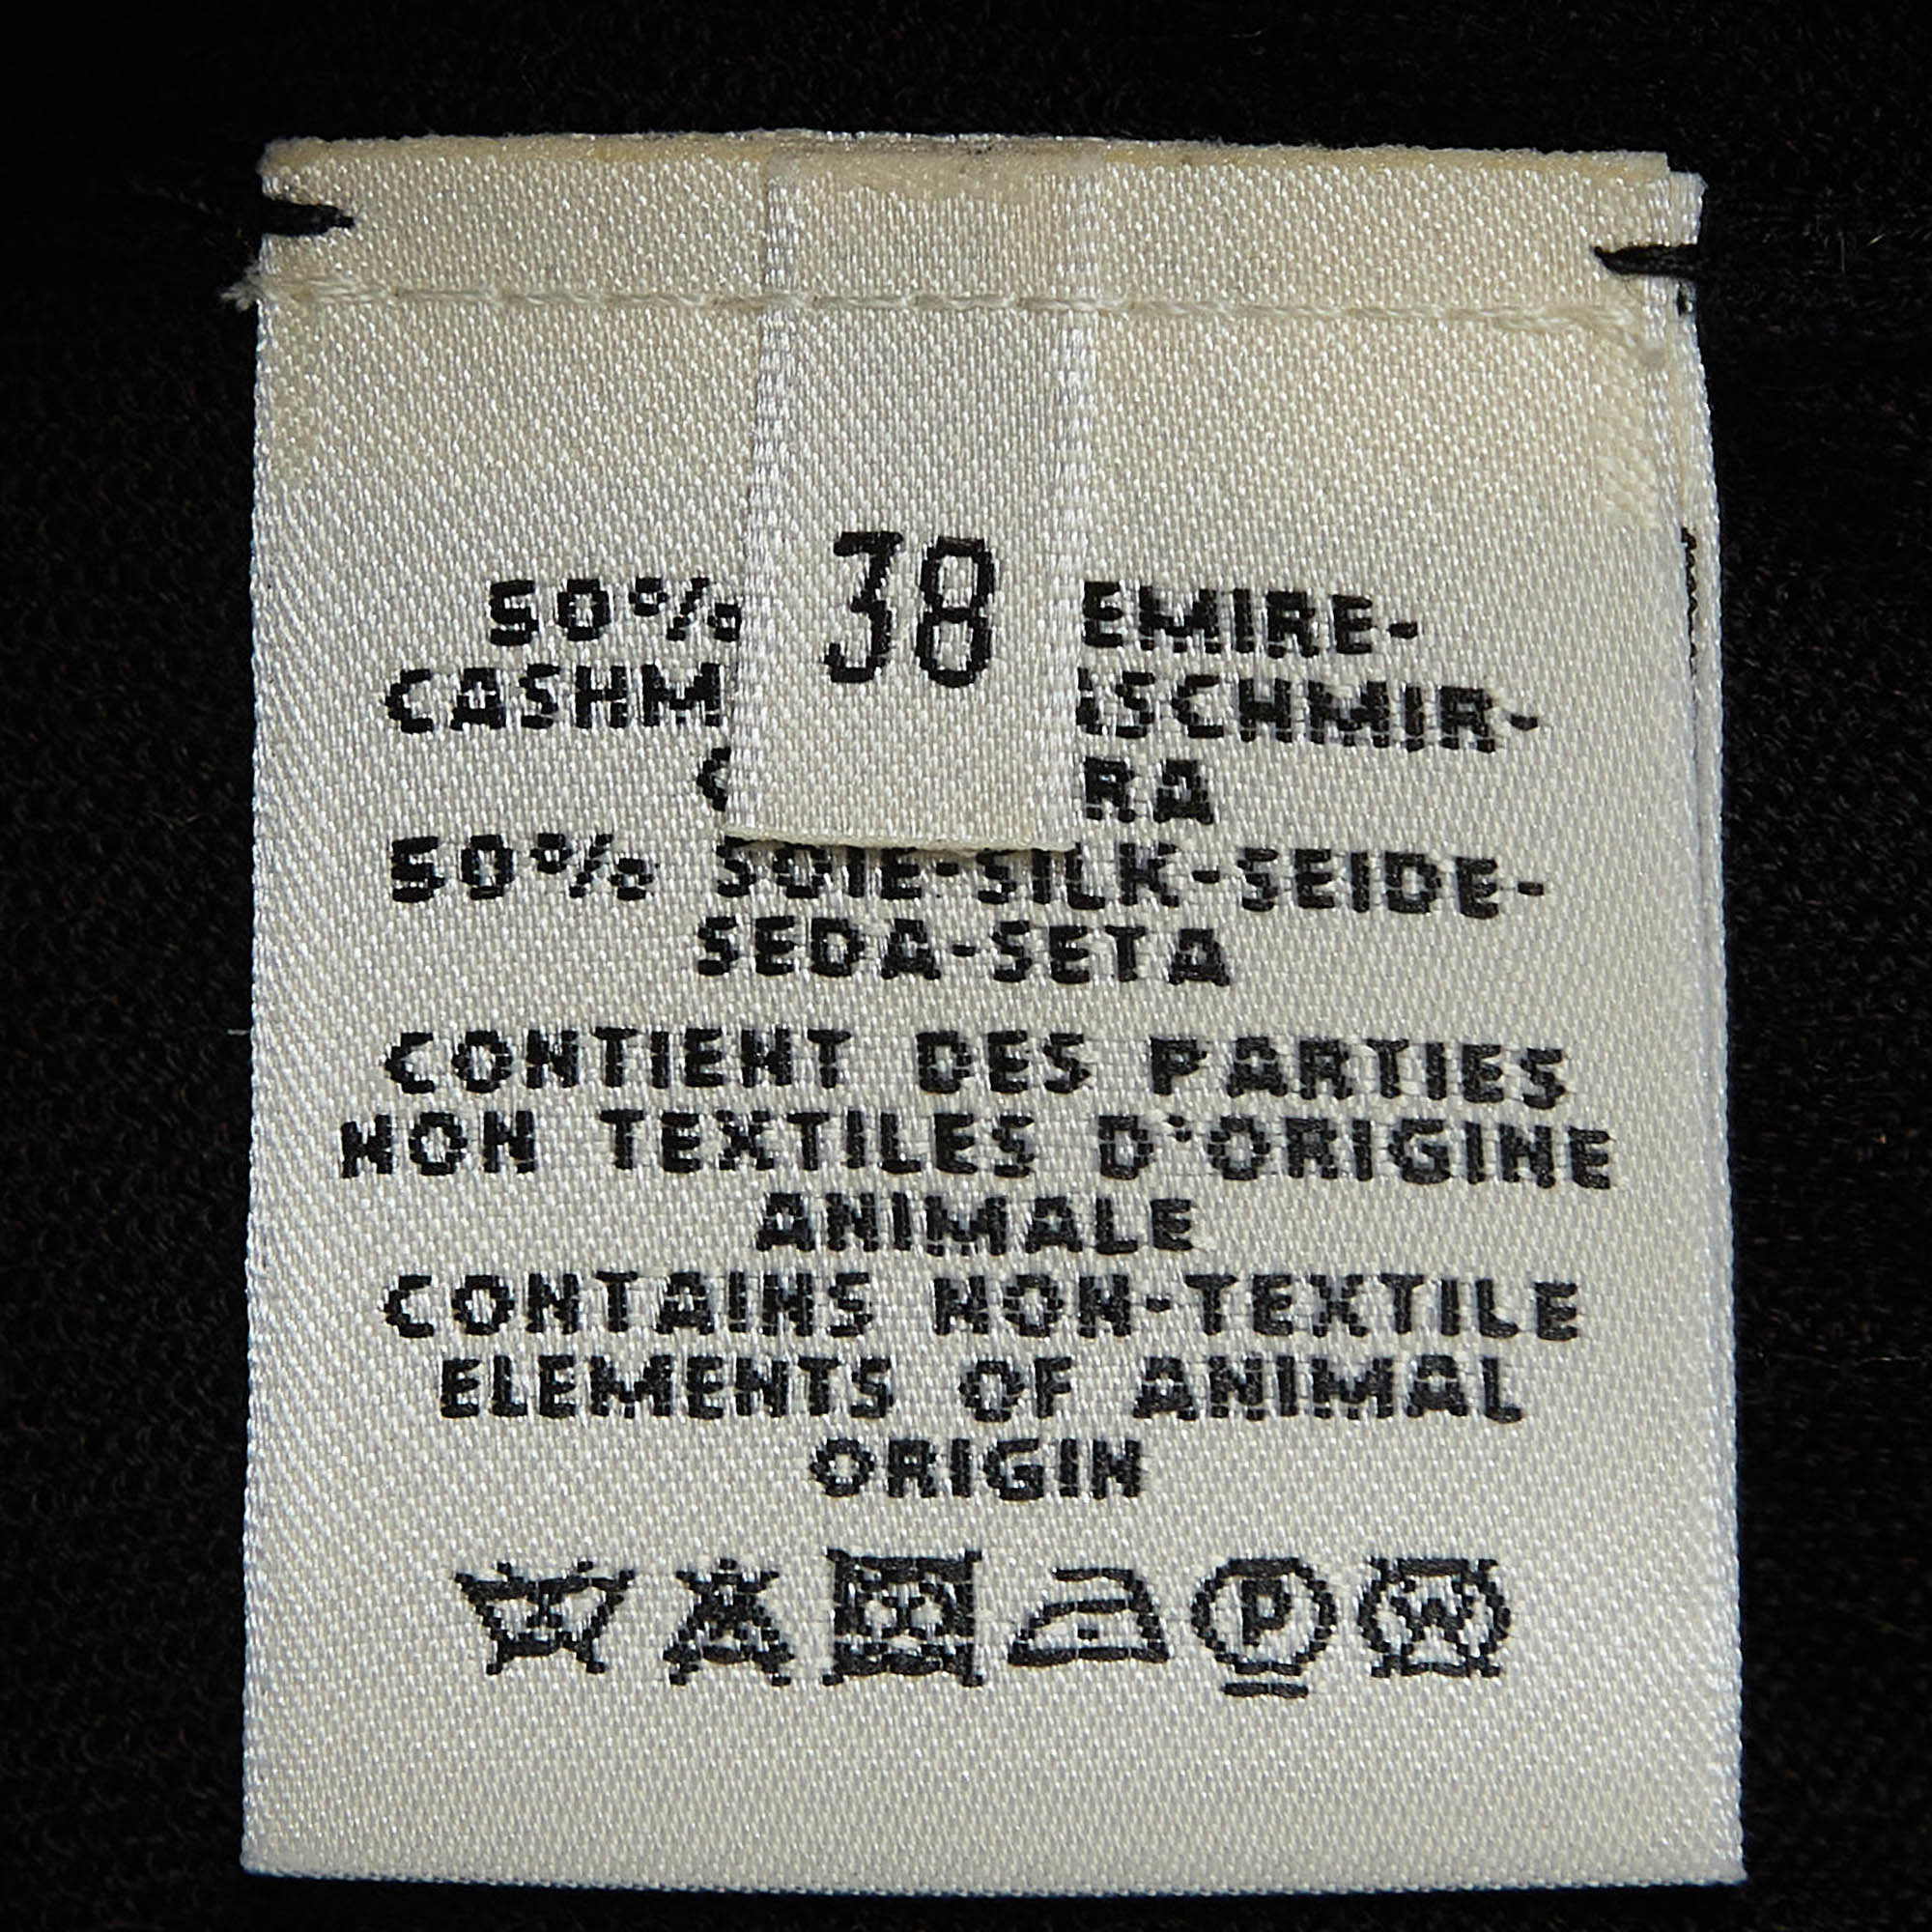 38
50% EMIRE-
CASHM SCHMIR-
C RA
50% SOIE-SILK-SEIDE-
SEDA-SETA
CONTIENT DES PARTIES
NON TEXTILES D'ORIGINE
ANIMALE
CONTAINS NON-TEXTILE
ELEMENTS OF ANIMAL
ORIGIN
P W